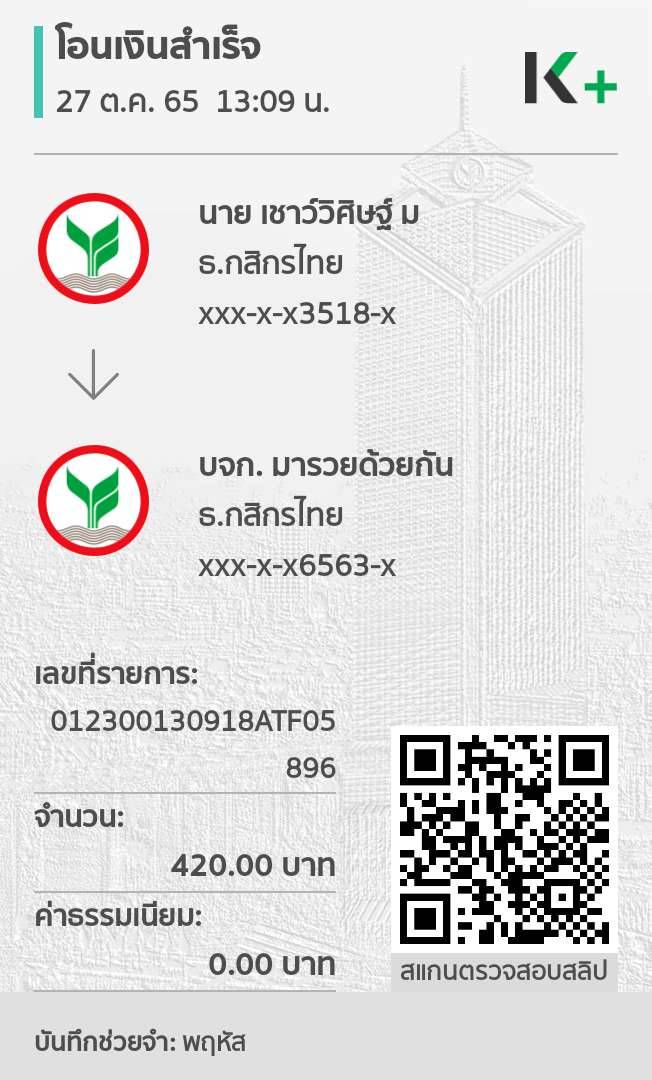 โอนเงินสำเร็จ
27 ต.ค. 65 13:09 น.
K+
นาย เชาว์วิศิษฐ์ ม
ธ.กสิกรไทย
xxx-x-x3518-x
บจก. มารวยด้วยกัน
ธ.กสิกรไทย
xxx-x-x6563-x
เลขที่รายการ:
012300130918ATF05
896
จำนวน:
420.00 บาท
ค่าธรรมเนียม:
0.00 บาท
สแกนตรวจสอบสลิป
บันทึกช่วยจำ: พฤหัส